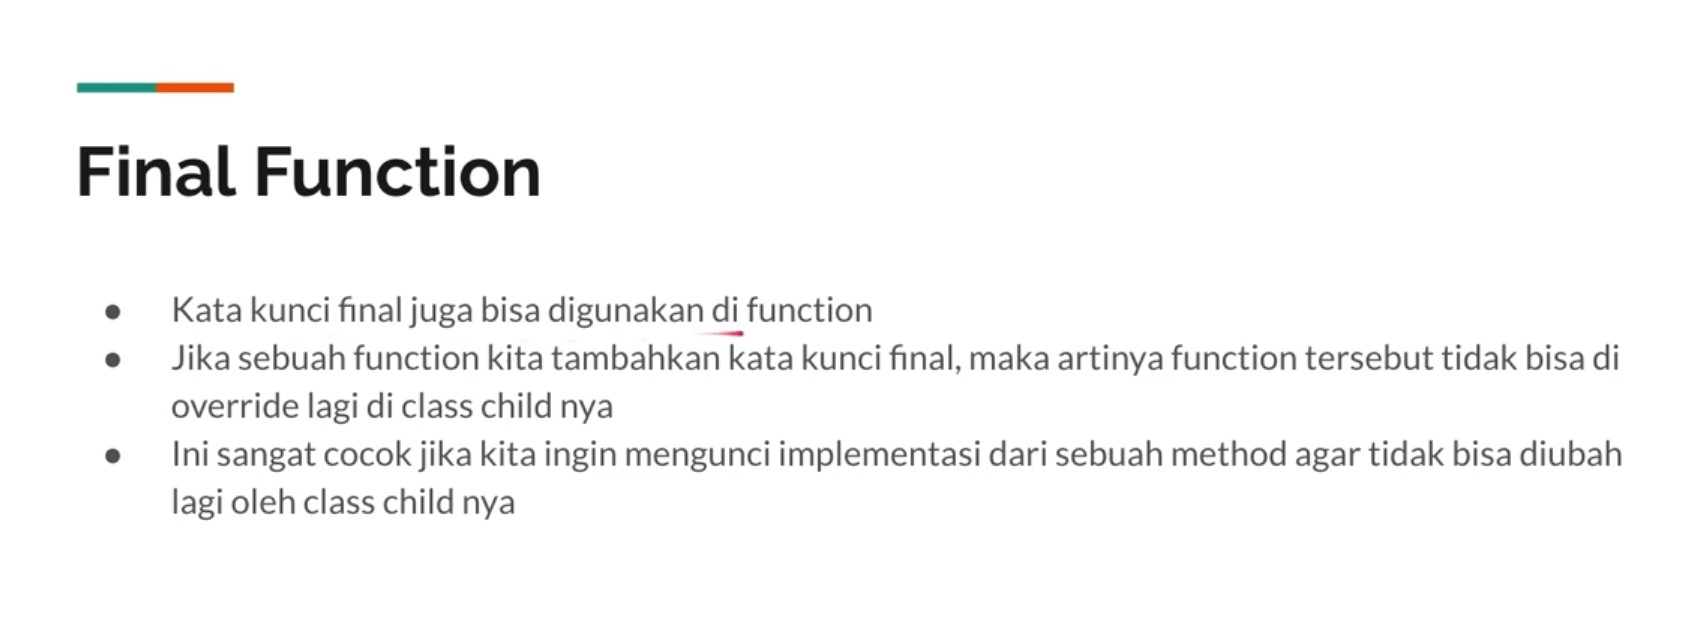 Final Function
● Kata kunci final juga bisa digunakan di function
● Jika sebuah function kita tambahkan kata kunci final, maka artinya function tersebut tidak bisa di
override lagi di class child nya
● Ini sangat cocok jika kita ingin mengunci implementasi dari sebuah method agar tidak bisa diubah
lagi oleh class child nya